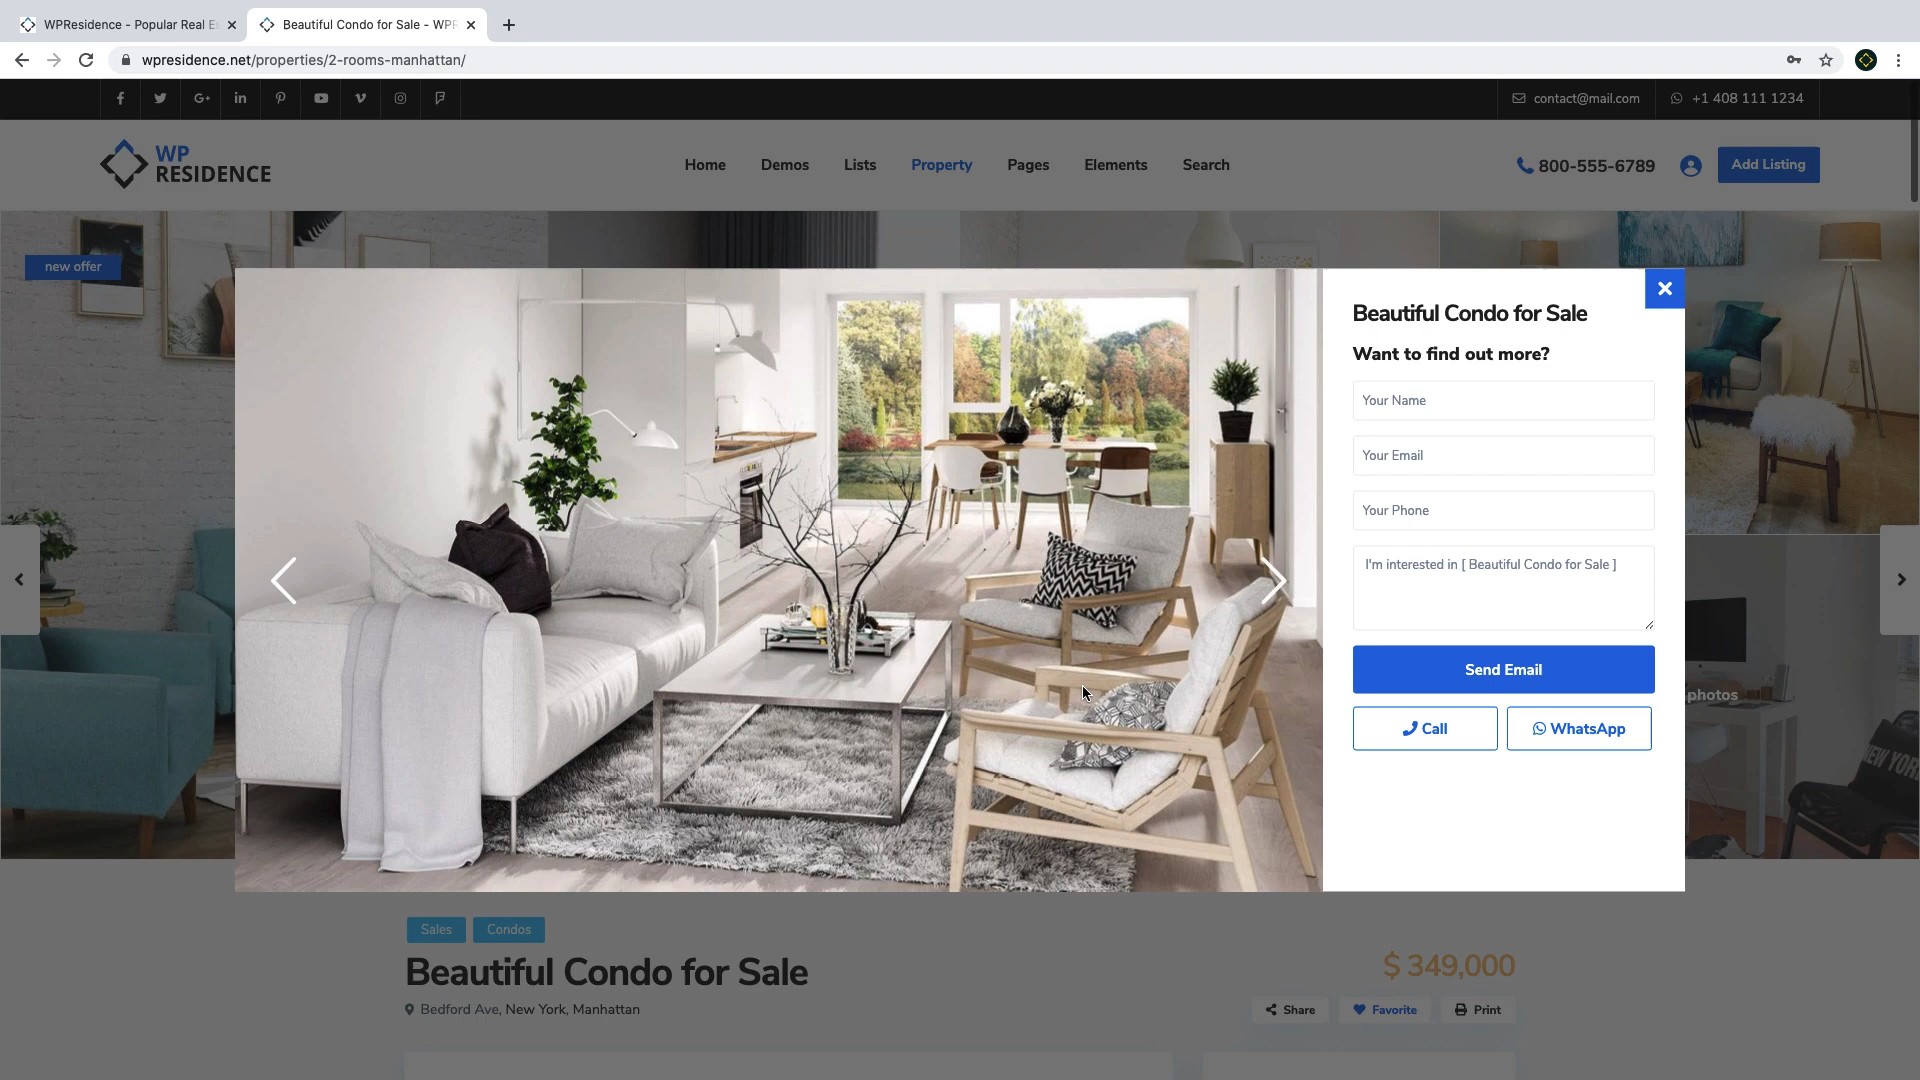 WPResidence - Popular Real E
Beautiful Condo for Sale - WPR
wpresidence.net/properties/2-rooms-manhattan/
contact@mail.com
+1 408 111 1234
WP
RESIDENCE
Home
Demos
Lists
Property
Pages
Elements
Search
800-555-6789
Add Listing
new offer
Beautiful Condo for Sale
Want to find out more?
Your Name
Your Email
Your Phone
I'm interested in [ Beautiful Condo for Sale ]
Send Email
Call
WhatsApp
photos
NEW YOR
Sales
Condos
Beautiful Condo for Sale
$ 349,000
Bedford Ave, New York, Manhattan
Share
Favorite
Print